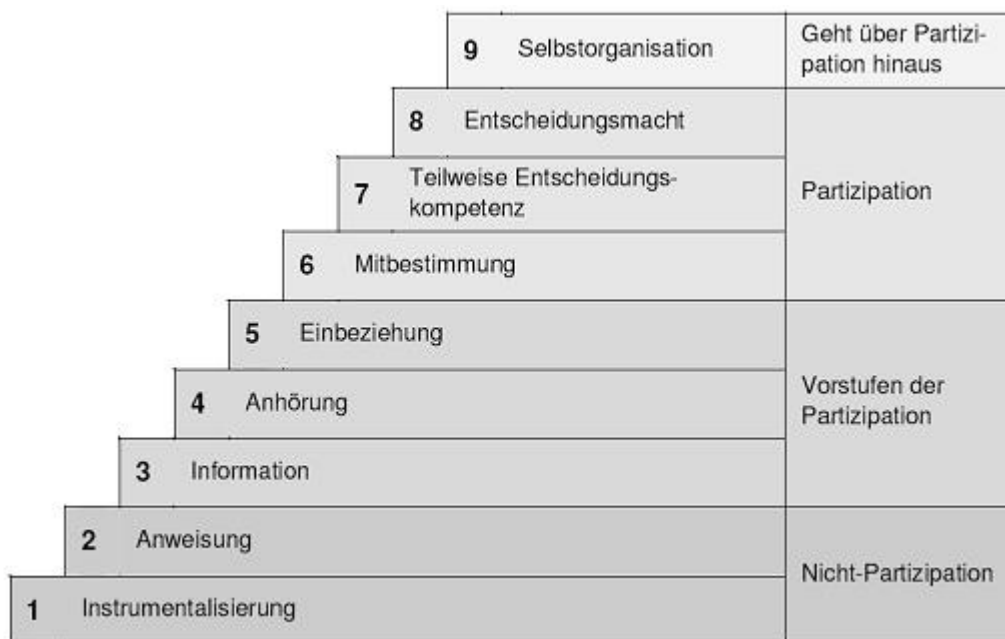 9 Selbstorganisation
Geht über Partizi-
pation hinaus
8 Entscheidungsmacht
7 Teilweise Entscheidungs-
kompetenz
Partizipation
6 Mitbestimmung
5 Einbeziehung
4 Anhörung
Vorstufen der
Partizipation
3 Information
2 Anweisung
Nicht-Partizipation
1 Instrumentalisierung